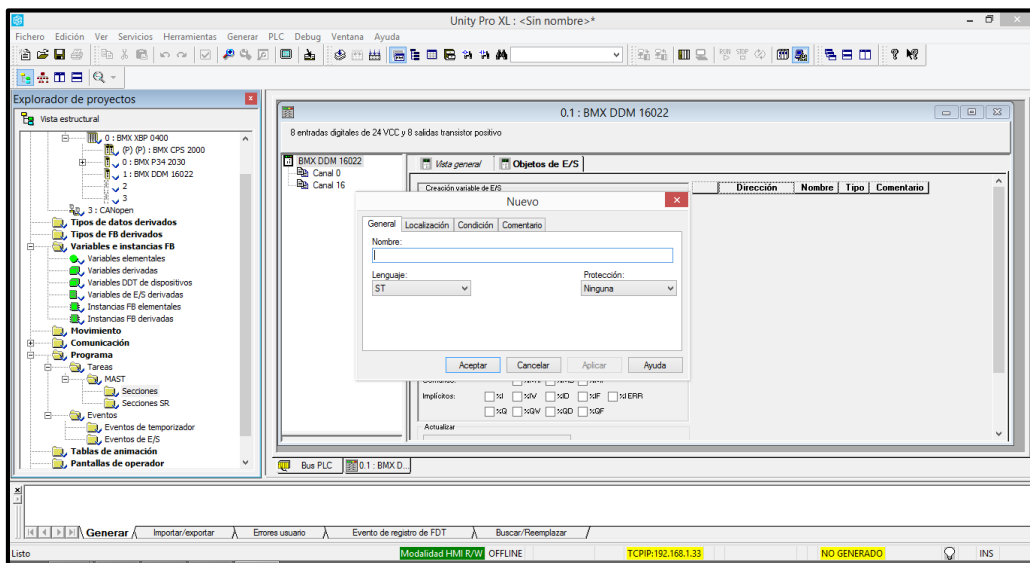 Unity Pro XL : <Sin nombre>*
Fichero Edición Ver Servicios Herramientas Generar PLC Debug Ventana Ayuda
Explorador de proyectos
Vista estructural
0 : BMX XBP 0400
(P) (P) : BMX CPS 2000
0 : BMX P34 2030
1 : BMX DDM 16022
2
3
3 : CANopen
Tipos de datos derivados
Tipos de FB derivados
Variables e instancias FB
Variables elementales
Variables derivadas
Variables DDT de dispositivos
Variables de E/S derivadas
Instancias FB elementales
Instancias FB derivadas
Movimiento
Comunicación
Programa
Tareas
MAST
Secciones
Secciones SR
Eventos
Eventos de temporizador
Eventos de E/S
Tablas de animación
Pantallas de operador
0.1 : BMX DDM 16022
8 entradas digitales de 24 VCC y 8 salidas transistor positivo
BMX DDM 16022
Canal 0
Canal 16
Vista general Objetos de E/S
Creación variable de E/S
Dirección Nombre Tipo Comentario
Nuevo
General Localización Condición Comentario
Nombre:
Lenguaje: Protección:
ST Ninguna
Aceptar Cancelar Aplicar Ayuda
Implícitos: %I %IW %ID %IF %I ERR
%Q %QW %QD %QF
Actualizar
Bus PLC 0.1 : BMX D...
Generar Importar/exportar Errores usuario Evento de registro de FDT Buscar/Reemplazar
Listo Modalidad HMI R/W OFFLINE TCPIP:192.168.1.33 NO GENERADO INS